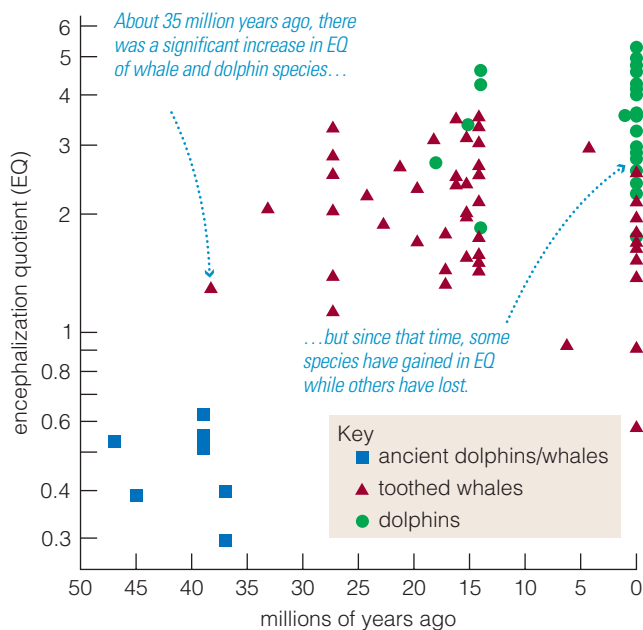 About 35 million years ago, there
was a significant increase in EQ
of whale and dolphin species…
encephalization quotient (EQ)
6
5
4
3
2
1
0.8
0.6
0.4
0.3
…but since that time, some
species have gained in EQ
while others have lost.
Key
ancient dolphins/whales
toothed whales
dolphins
50
45
40
35
30
25
20
15
10
5
0
millions of years ago